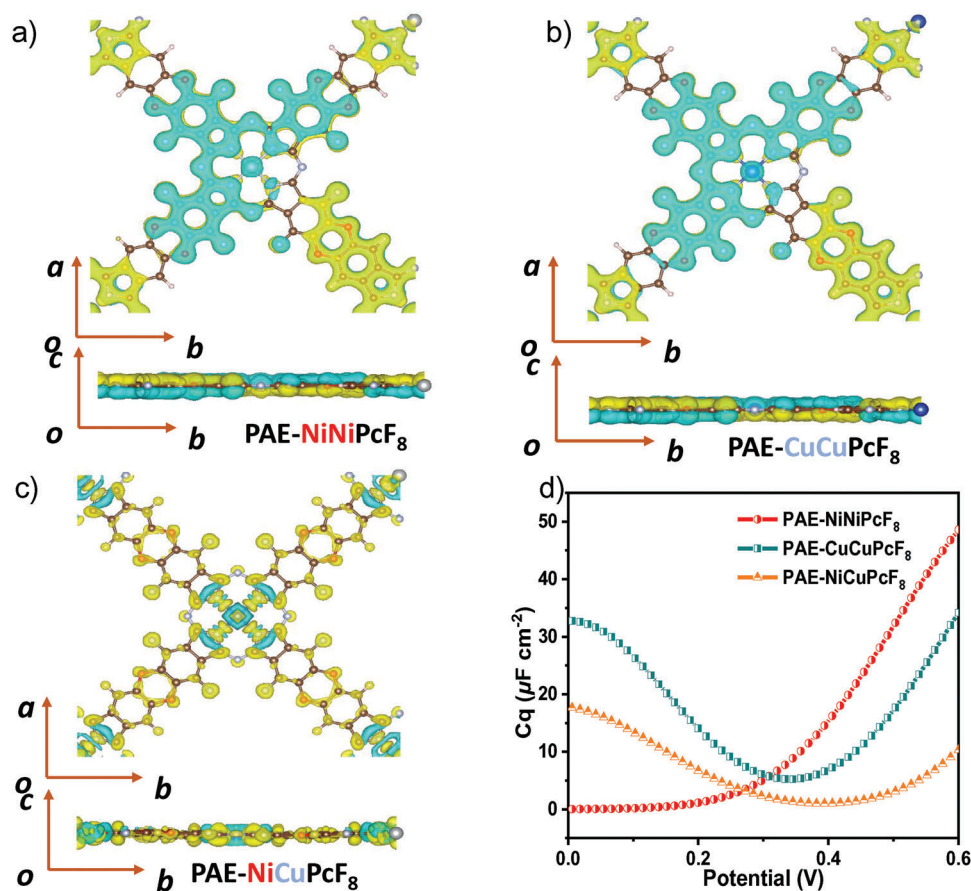 a)
a
o
c
b
o
b
PAE-NiNiPcF₈
b)
a
o
c
b
o
b
PAE-CuCuPcF₈
c)
a
o
c
b
o
b
PAE-NiCuPcF₈
d)
PAE-NiNiPcF₈
PAE-CuCuPcF₈
PAE-NiCuPcF₈
50
40
30
20
10
0
Cq (μF cm⁻²)
0.0 0.2 0.4 0.6
Potential (V)